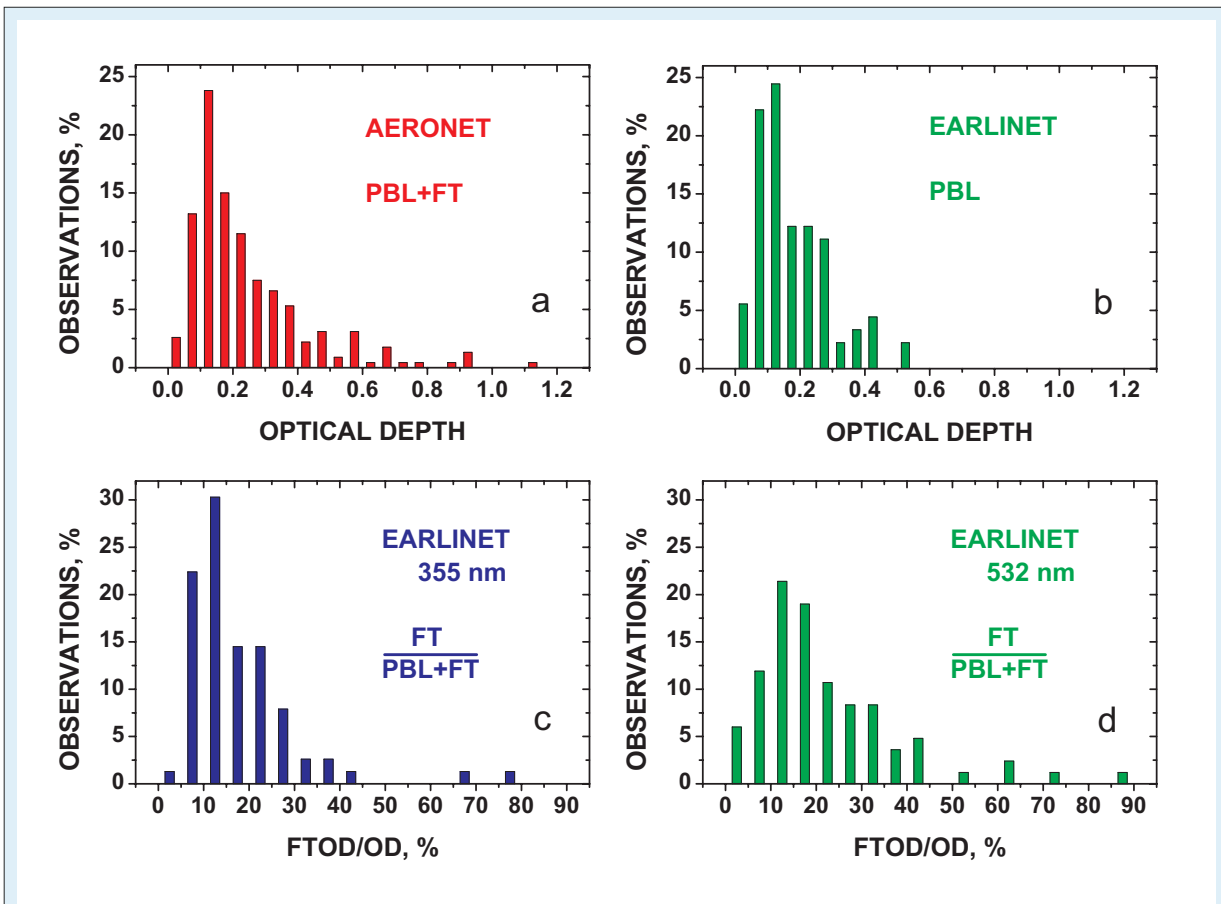 OBSERVATIONS, %
25
20
15
10
5
0
AERONET
PBL+FT
a
0.0 0.2 0.4 0.6 0.8 1.0 1.2
OPTICAL DEPTH
OBSERVATIONS, %
25
20
15
10
5
0
EARLINET
PBL
b
0.0 0.2 0.4 0.6 0.8 1.0 1.2
OPTICAL DEPTH
OBSERVATIONS, %
30
25
20
15
10
5
0
EARLINET
355 nm
FT
PBL+FT
c
0 10 20 30 40 50 60 70 80 90
FTOD/OD, %
OBSERVATIONS, %
30
25
20
15
10
5
0
EARLINET
532 nm
FT
PBL+FT
d
0 10 20 30 40 50 60 70 80 90
FTOD/OD, %